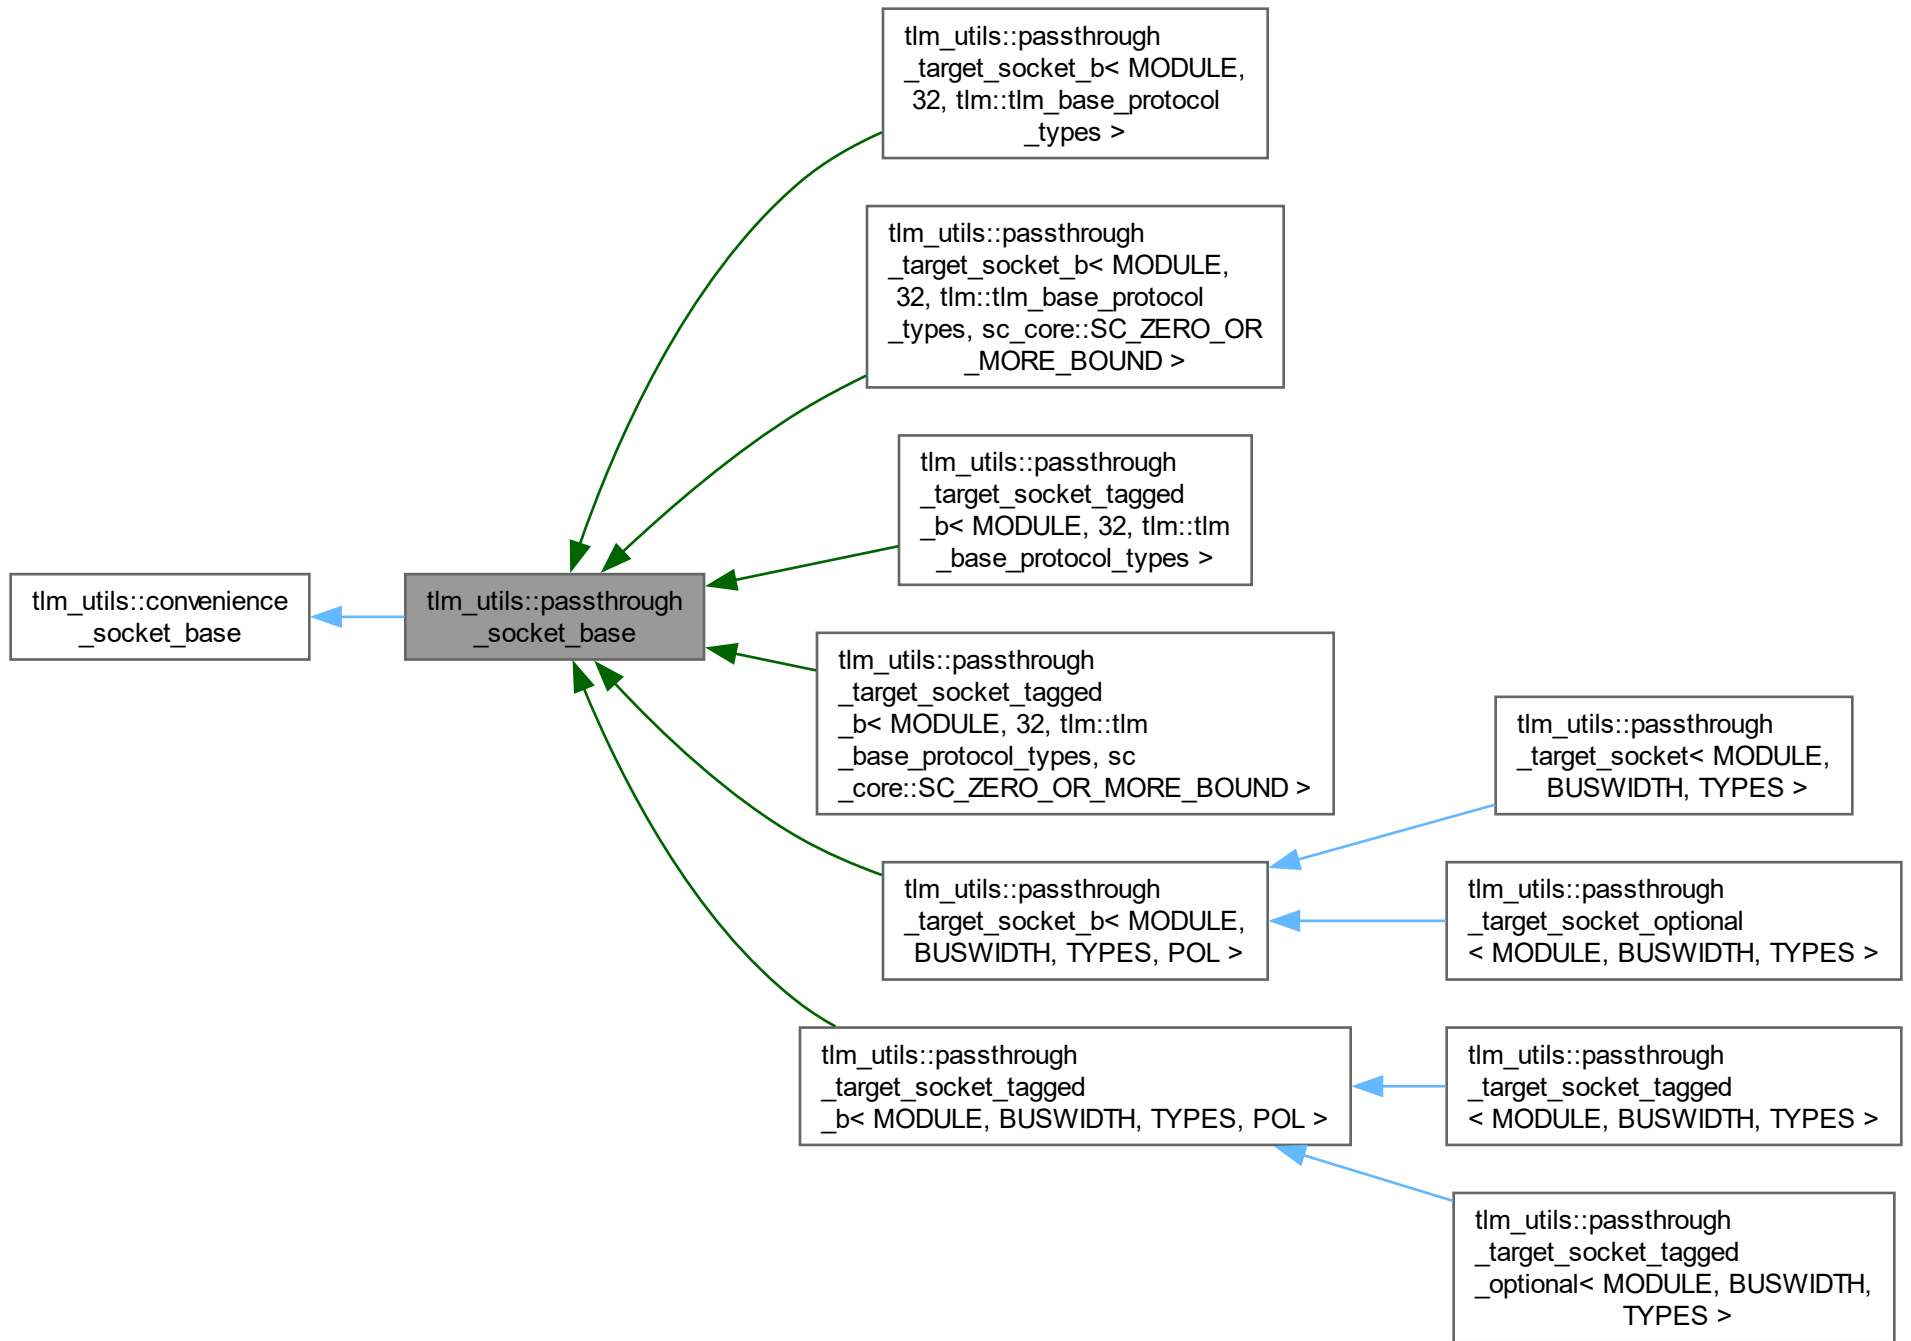 tlm_utils::passthrough
_target_socket_b< MODULE,
32, tlm::tlm_base_protocol
_types >
tlm_utils::passthrough
_target_socket_b< MODULE,
32, tlm::tlm_base_protocol
_types, sc_core::SC_ZERO_OR
_MORE_BOUND >
tlm_utils::passthrough
_target_socket_tagged
_b< MODULE, 32, tlm::tlm
_base_protocol_types >
tlm_utils::convenience
_socket_base
tlm_utils::passthrough
_socket_base
tlm_utils::passthrough
_target_socket_tagged
_b< MODULE, 32, tlm::tlm
_base_protocol_types, sc
_core::SC_ZERO_OR_MORE_BOUND >
tlm_utils::passthrough
_target_socket< MODULE,
BUSWIDTH, TYPES >
tlm_utils::passthrough
_target_socket_b< MODULE,
BUSWIDTH, TYPES, POL >
tlm_utils::passthrough
_target_socket_optional
< MODULE, BUSWIDTH, TYPES >
tlm_utils::passthrough
_target_socket_tagged
_b< MODULE, BUSWIDTH, TYPES, POL >
tlm_utils::passthrough
_target_socket_tagged
< MODULE, BUSWIDTH, TYPES >
tlm_utils::passthrough
_target_socket_tagged
_optional< MODULE, BUSWIDTH,
TYPES >